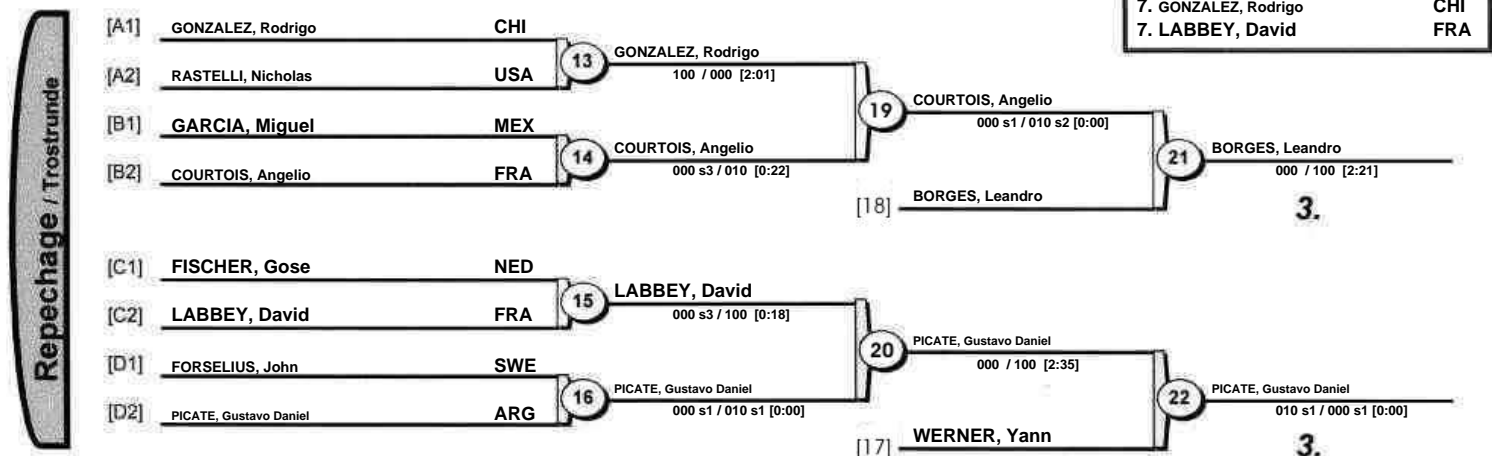 7. GONZALEZ, Rodrigo CHI
7. LABBEY, David FRA
Repechage / Trostrunde
[A1] GONZALEZ, Rodrigo CHI
[A2] RASTELLI, Nicholas USA
13 GONZALEZ, Rodrigo
100 / 000 [2:01]
[B1] GARCIA, Miguel MEX
[B2] COURTOIS, Angelio FRA
14 COURTOIS, Angelio
000 s3 / 010 [0:22]
19 COURTOIS, Angelio
000 s1 / 010 s2 [0:00]
[18] BORGES, Leandro
21 BORGES, Leandro
000 / 100 [2:21]
3.
[C1] FISCHER, Gose NED
[C2] LABBEY, David FRA
15 LABBEY, David
000 s3 / 100 [0:18]
[D1] FORSELIUS, John SWE
[D2] PICATE, Gustavo Daniel ARG
16 PICATE, Gustavo Daniel
000 s1 / 010 s1 [0:00]
20 PICATE, Gustavo Daniel
000 / 100 [2:35]
[17] WERNER, Yann
22 PICATE, Gustavo Daniel
010 s1 / 000 s1 [0:00]
3.